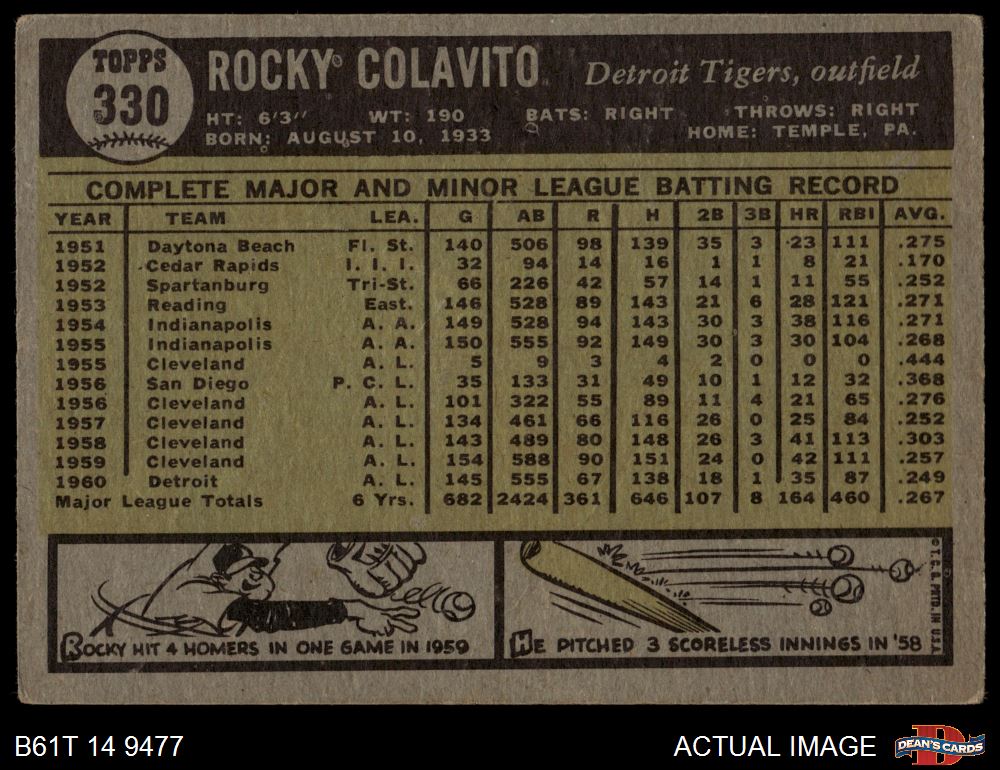 TOPPS
330
ROCKY COLAVITO
Detroit Tigers, outfield
HT: 6'3" WT: 190 BATS: RIGHT THROWS: RIGHT
BORN: AUGUST 10, 1933 HOME: TEMPLE, PA.
COMPLETE MAJOR AND MINOR LEAGUE BATTING RECORD
YEAR TEAM LEA. G AB R H 2B 3B HR RBI AVG.
1951 Daytona Beach Fl. St. 140 506 98 139 35 3 23 111 .275
1952 Cedar Rapids I. I. I. 32 94 14 16 1 1 8 21 .170
1952 Spartanburg Tri-St. 66 226 42 57 14 1 11 55 .252
1953 Reading East. 146 528 89 143 21 6 28 121 .271
1954 Indianapolis A. A. 149 528 94 143 30 3 38 116 .271
1955 Indianapolis A. A. 150 555 92 149 30 3 30 104 .268
1955 Cleveland A. L. 5 9 3 4 2 0 0 0 .444
1956 San Diego P. C. L. 35 133 31 49 10 1 12 32 .368
1956 Cleveland A. L. 101 322 55 89 11 4 21 65 .276
1957 Cleveland A. L. 134 461 66 116 26 0 25 84 .252
1958 Cleveland A. L. 143 489 80 148 26 3 41 113 .303
1959 Cleveland A. L. 154 588 90 151 24 0 42 111 .257
1960 Detroit A. L. 145 555 67 138 18 1 35 87 .249
Major League Totals 6 Yrs. 682 2424 361 646 107 8 164 460 .267
ROCKY HIT 4 HOMERS IN ONE GAME IN 1959
HE PITCHED 3 SCORELESS INNINGS IN '58
© T. C. G. PRTD. IN U.S.A.
B61T 14 9477
ACTUAL IMAGE
D
DEAN'S CARDS